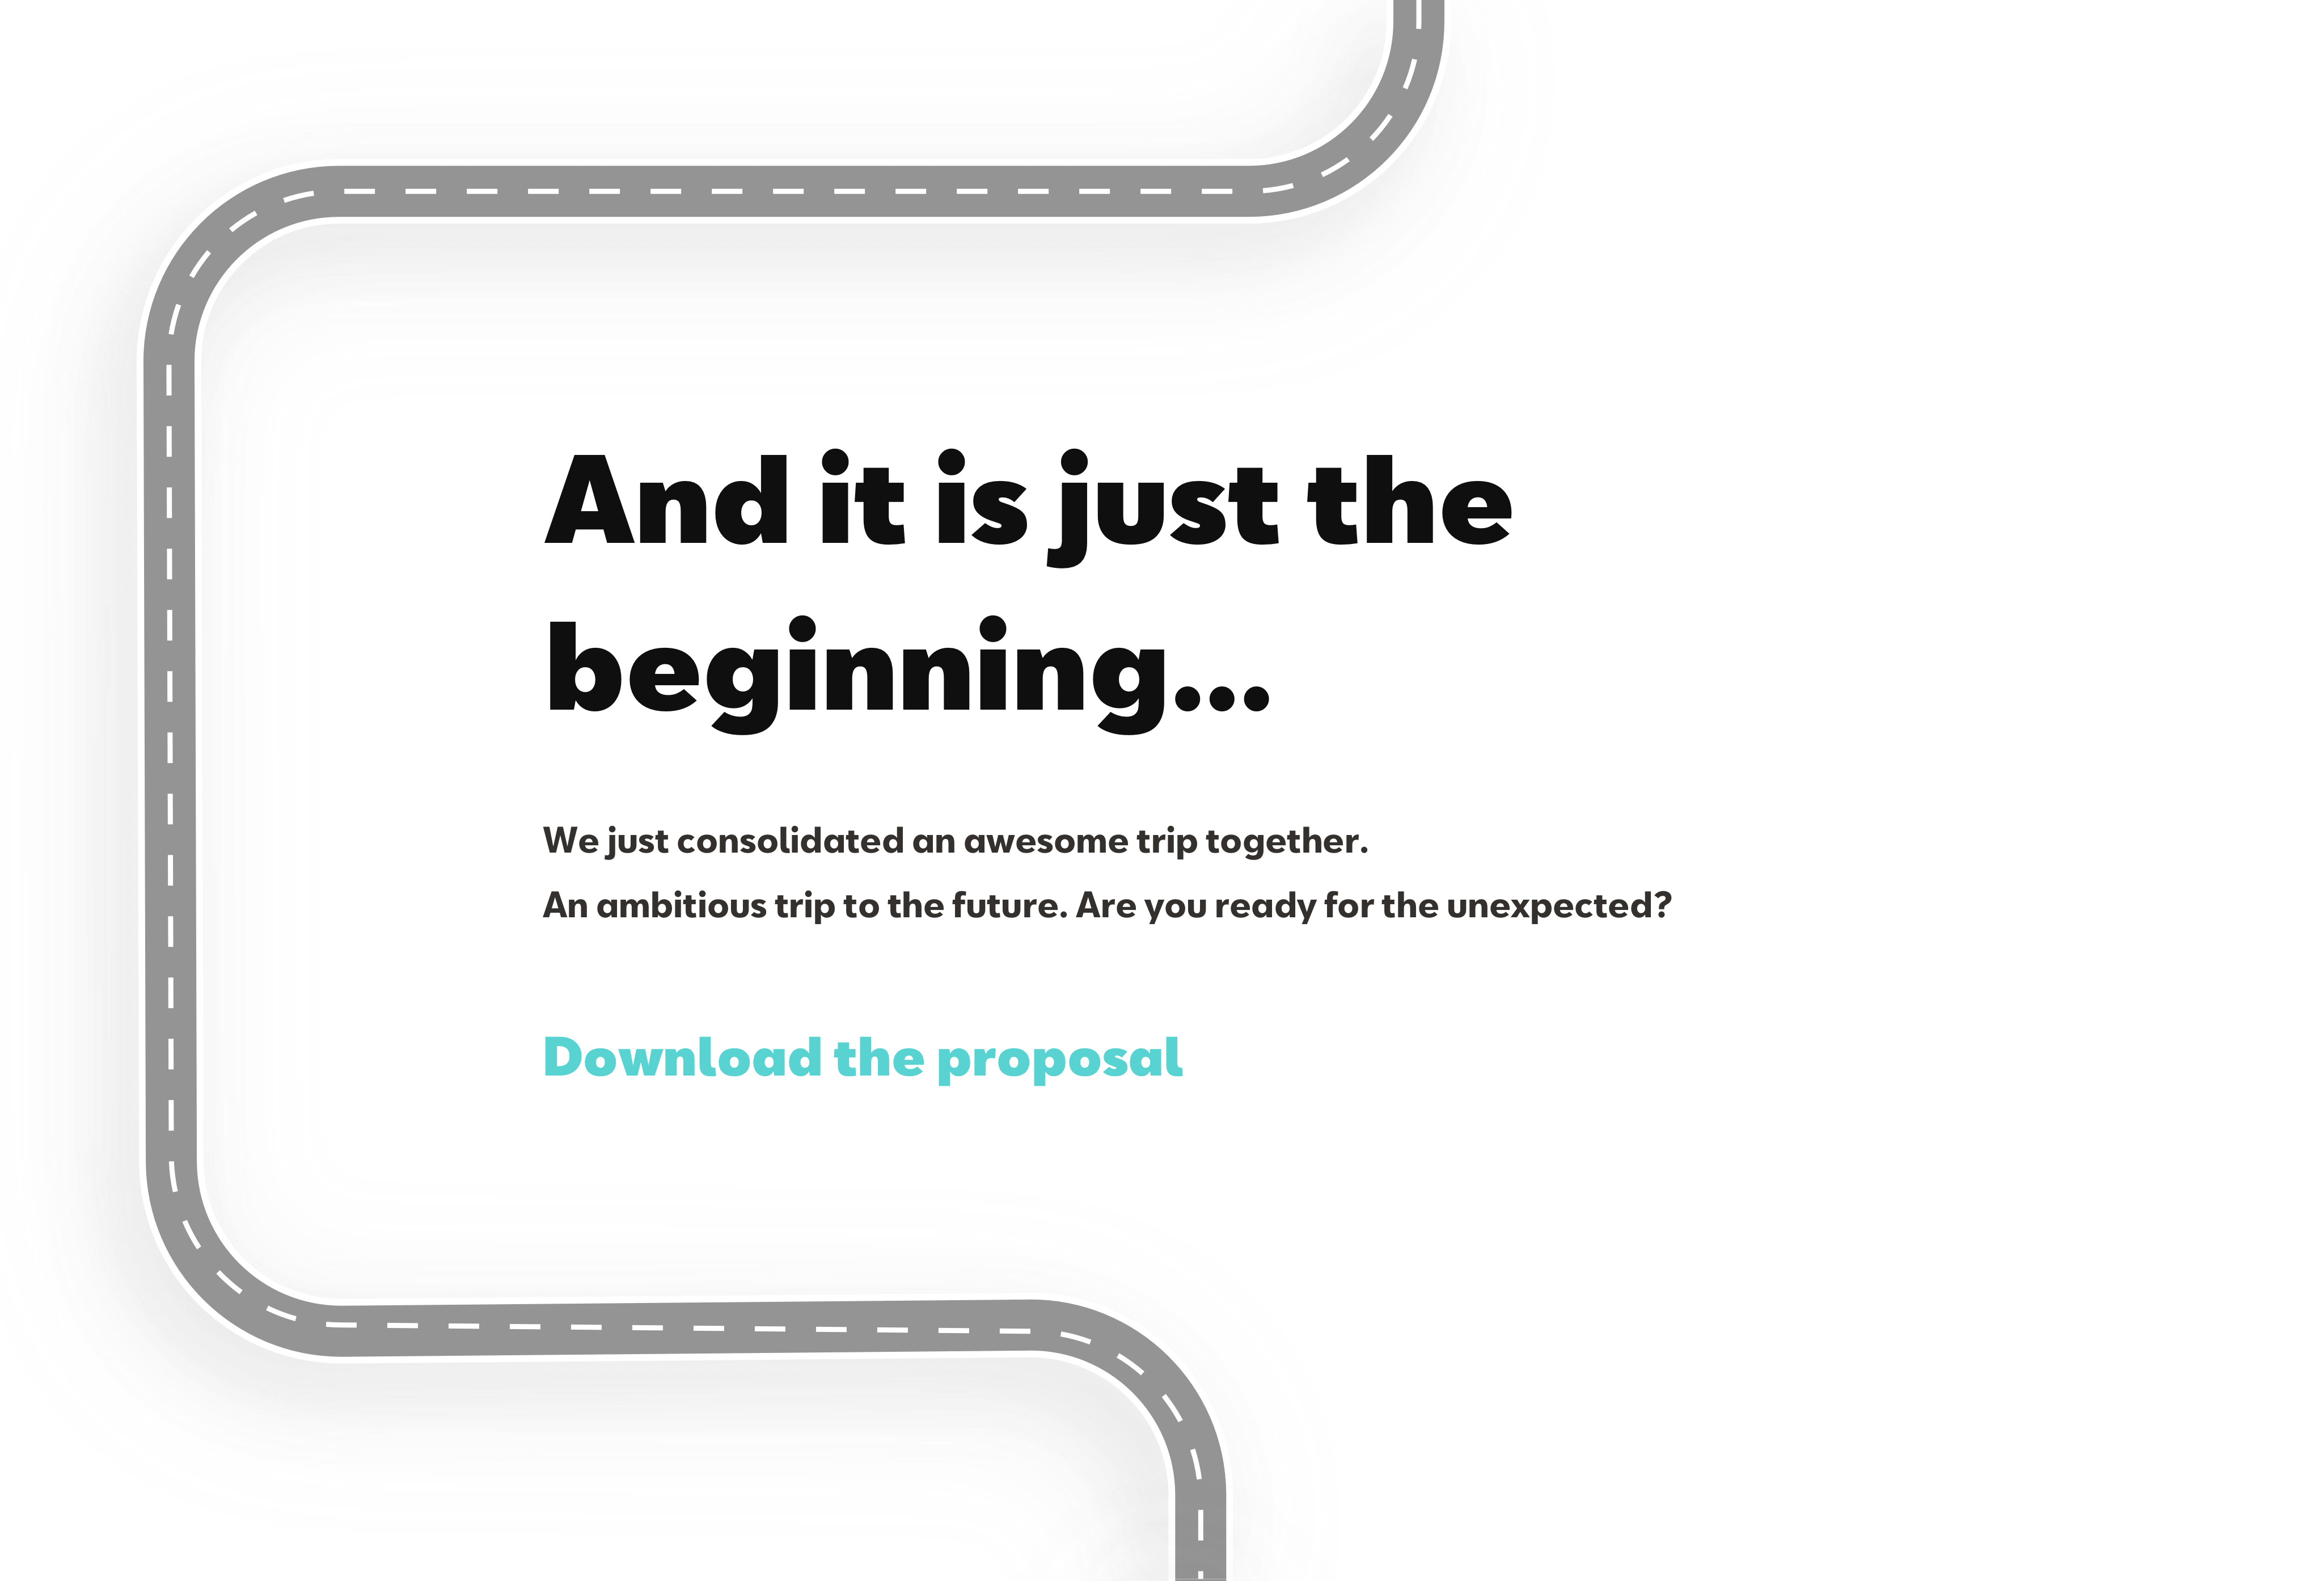 And it is just the
beginning...
We just consolidated an awesome trip together.
An ambitious trip to the future. Are you ready for the unexpected?
Download the proposal